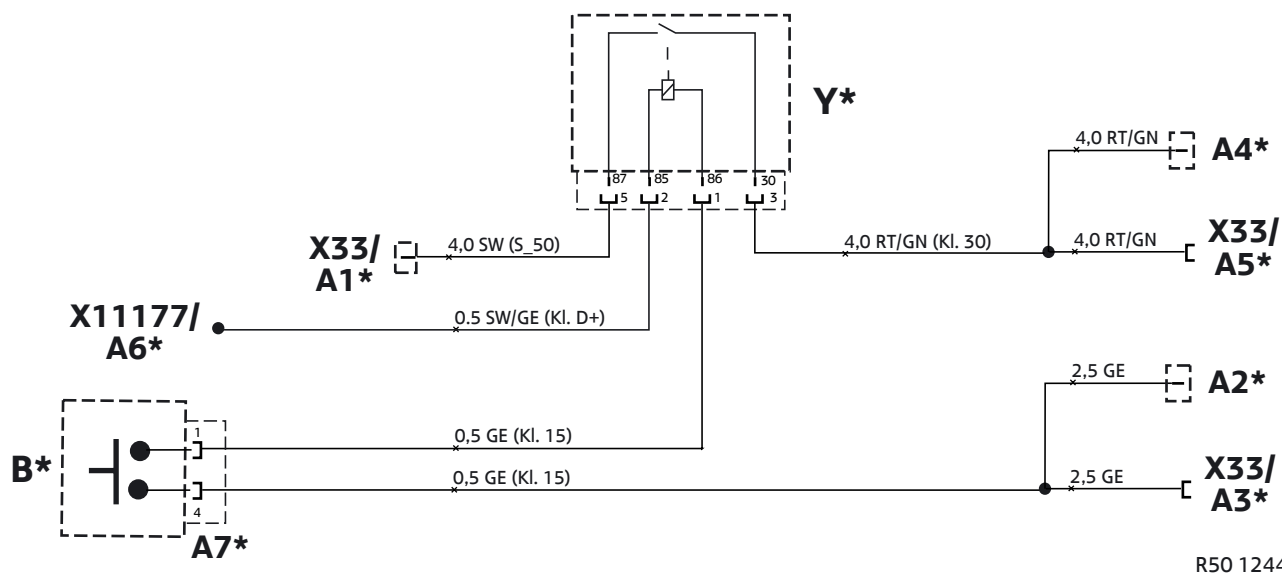 Y*
87
85
86
30
5
2
1
3
4,0 RT/GN
A4*
X33/
A1*
4,0 SW (S_50)
4,0 RT/GN (Kl. 30)
4,0 RT/GN
X33/
A5*
X11177/
A6*
0.5 SW/GE (Kl. D+)
2,5 GE
A2*
B*
1
0,5 GE (Kl. 15)
0,5 GE (Kl. 15)
4
2,5 GE
X33/
A3*
A7*
R50 1244